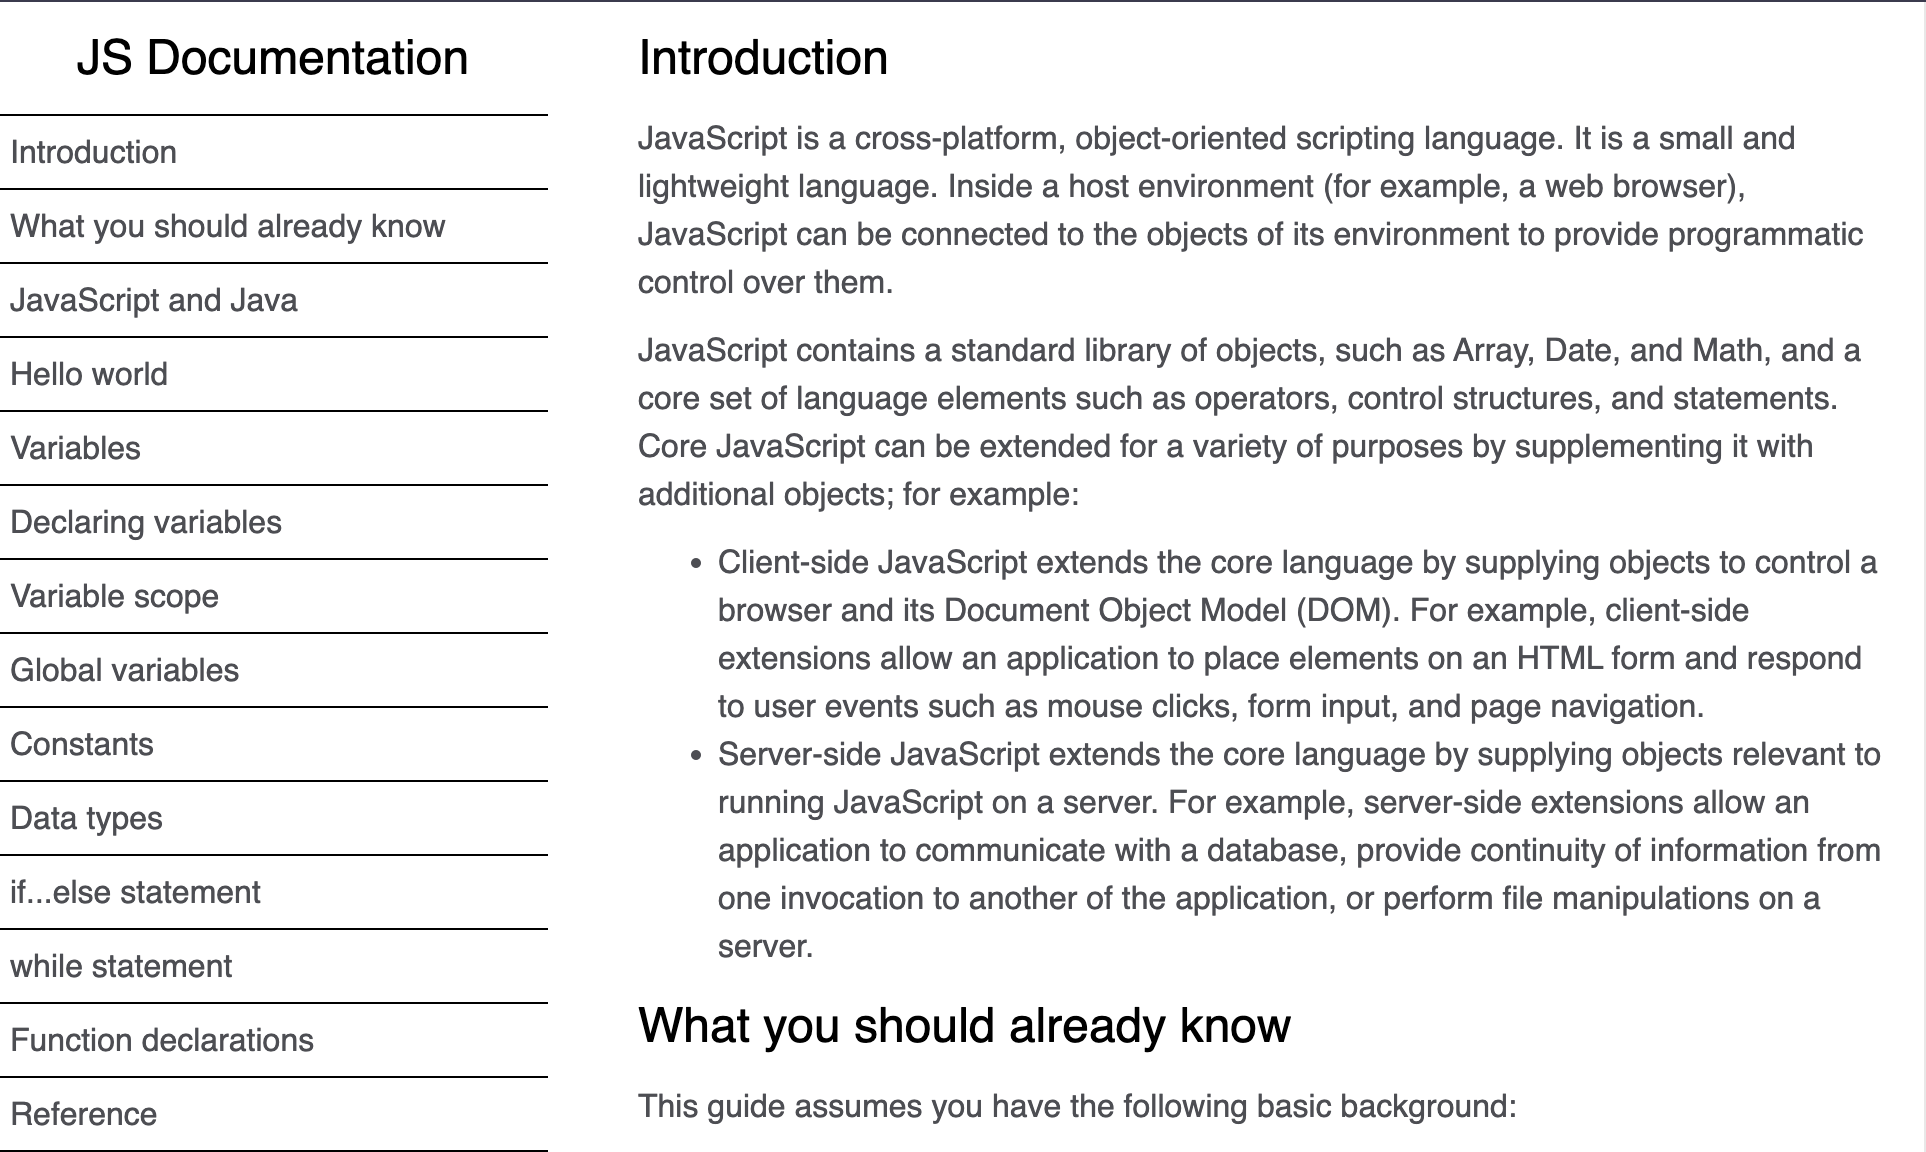 JS Documentation
Introduction
What you should already know
JavaScript and Java
Hello world
Variables
Declaring variables
Variable scope
Global variables
Constants
Data types
if...else statement
while statement
Function declarations
Reference
Introduction
JavaScript is a cross-platform, object-oriented scripting language. It is a small and
lightweight language. Inside a host environment (for example, a web browser),
JavaScript can be connected to the objects of its environment to provide programmatic
control over them.
JavaScript contains a standard library of objects, such as Array, Date, and Math, and a
core set of language elements such as operators, control structures, and statements.
Core JavaScript can be extended for a variety of purposes by supplementing it with
additional objects; for example:
• Client-side JavaScript extends the core language by supplying objects to control a
browser and its Document Object Model (DOM). For example, client-side
extensions allow an application to place elements on an HTML form and respond
to user events such as mouse clicks, form input, and page navigation.
• Server-side JavaScript extends the core language by supplying objects relevant to
running JavaScript on a server. For example, server-side extensions allow an
application to communicate with a database, provide continuity of information from
one invocation to another of the application, or perform file manipulations on a
server.
What you should already know
This guide assumes you have the following basic background: